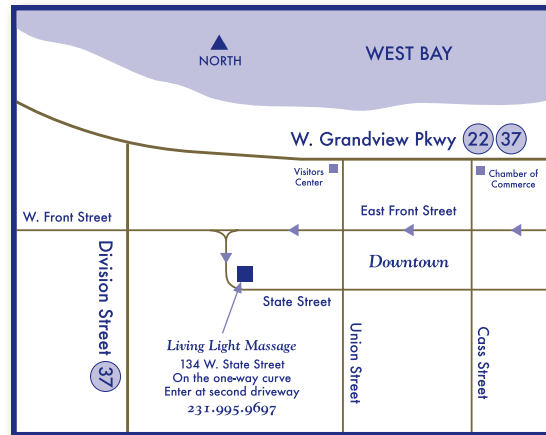 NORTH
WEST BAY
W. Grandview Pkwy 22 37
Visitors
Center
Chamber of
Commerce
W. Front Street
East Front Street
Downtown
Division Street 37
State Street
Living Light Massage
134 W. State Street
On the one-way curve
Enter at second driveway
231.995.9697
Union Street
Cass Street